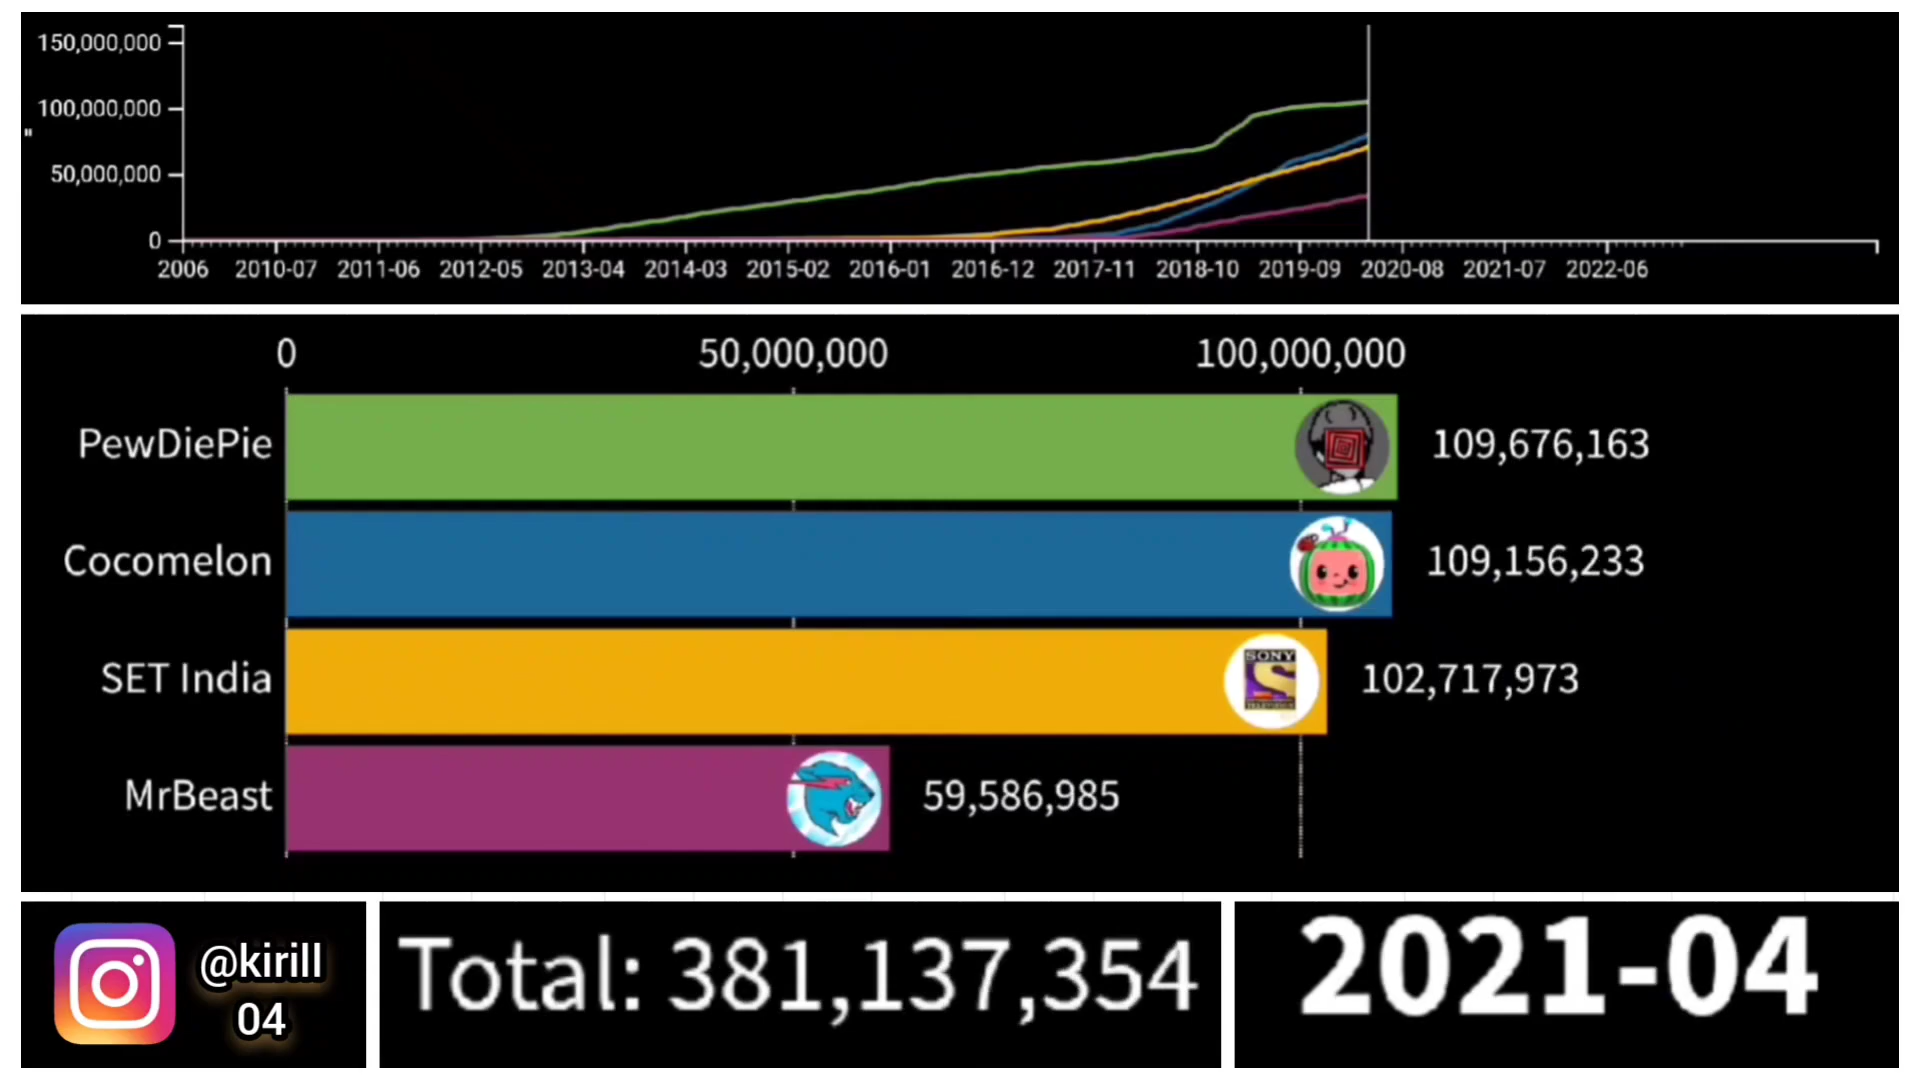 150,000,000
100,000,000
"
50,000,000
0
2006 2010-07 2011-06 2012-05 2013-04 2014-03 2015-02 2016-01 2016-12 2017-11 2018-10 2019-09 2020-08 2021-07 2022-06
0 50,000,000 100,000,000
PewDiePie 109,676,163
Cocomelon 109,156,233
SET India SONY 102,717,973
MrBeast 59,586,985
@kirill
04
Total: 381,137,354
2021-04